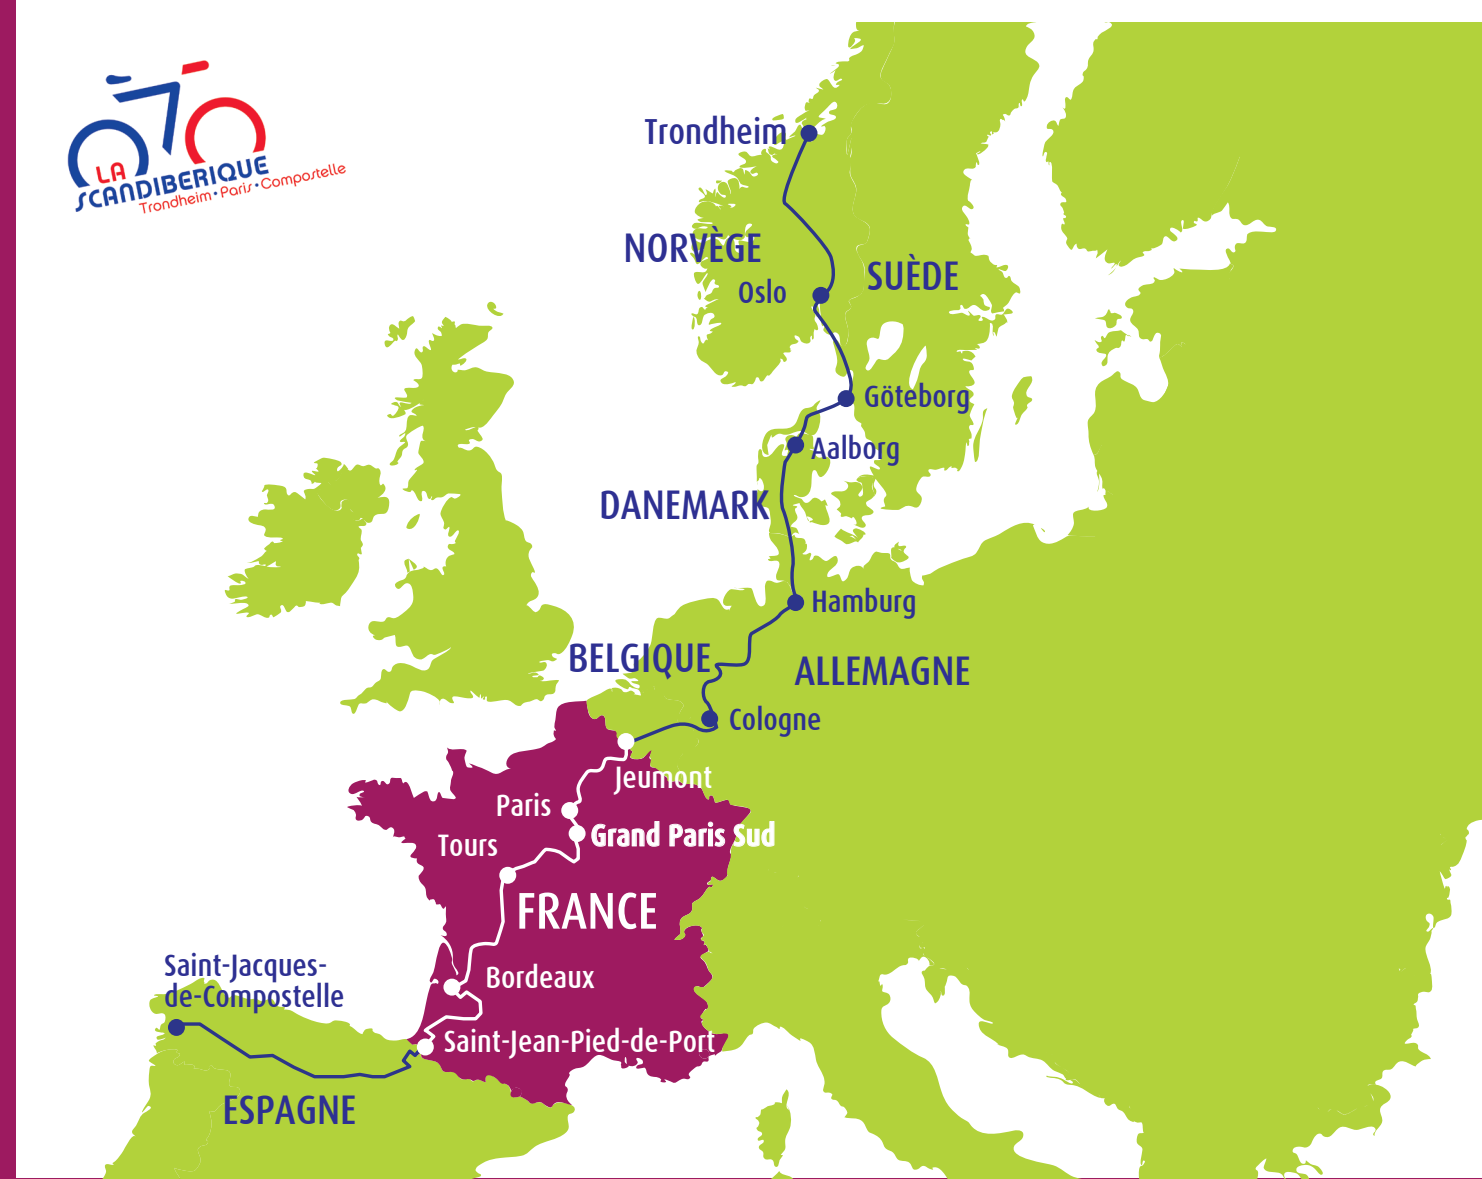 LA
SCANDIBERIQUE
Trondheim • Paris • Compostelle
Trondheim
NORVÈGE
SUÈDE
Oslo
Göteborg
Aalborg
DANEMARK
Hamburg
BELGIQUE
ALLEMAGNE
Cologne
Jeumont
Paris
Grand Paris Sud
Tours
FRANCE
Saint-Jacques-
de-Compostelle
Bordeaux
Saint-Jean-Pied-de-Port
ESPAGNE